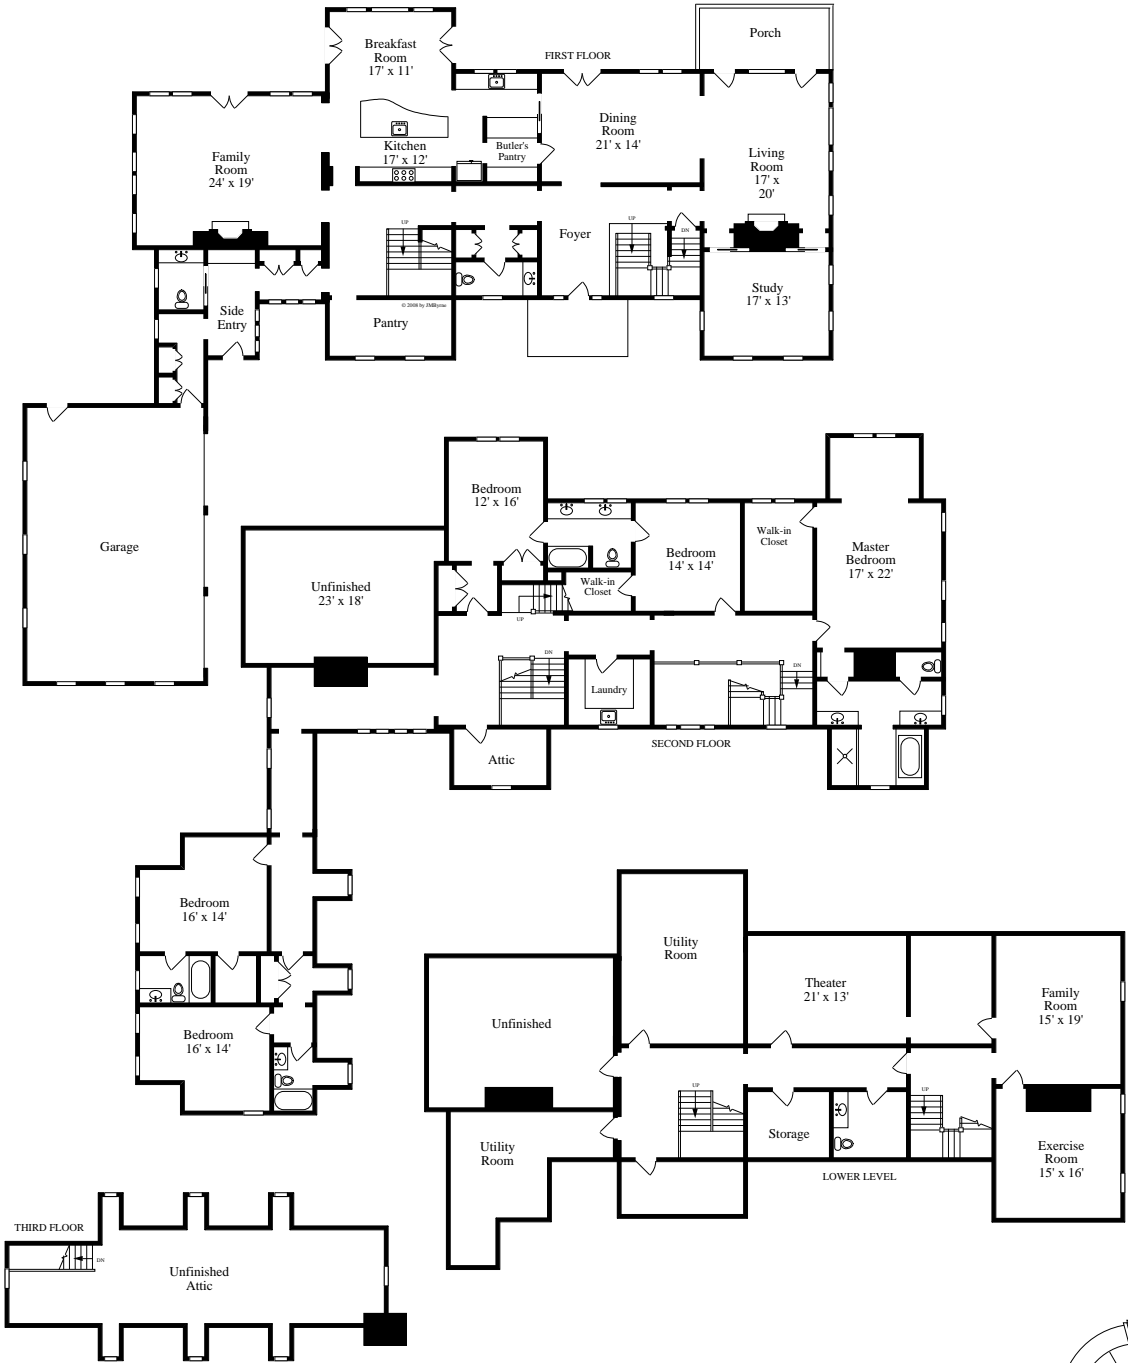 FIRST FLOOR
Porch
Breakfast
Room
17' x 11'
Family
Room
24' x 19'
Kitchen
17' x 12'
Butler's
Pantry
Dining
Room
21' x 14'
Living
Room
17' x
20'
UP
Foyer
UP
DN
Study
17' x 13'
Side
Entry
© 2008 by JMByrne
Pantry
Garage
Bedroom
12' x 16'
Unfinished
23' x 18'
Walk-in
Closet
Bedroom
14' x 14'
Walk-in
Closet
Master
Bedroom
17' x 22'
UP
DN
Laundry
DN
SECOND FLOOR
Attic
Bedroom
16' x 14'
Bedroom
16' x 14'
Utility
Room
Unfinished
Theater
21' x 13'
Family
Room
15' x 19'
UP
UP
Utility
Room
Storage
Exercise
Room
15' x 16'
LOWER LEVEL
THIRD FLOOR
DN
Unfinished
Attic